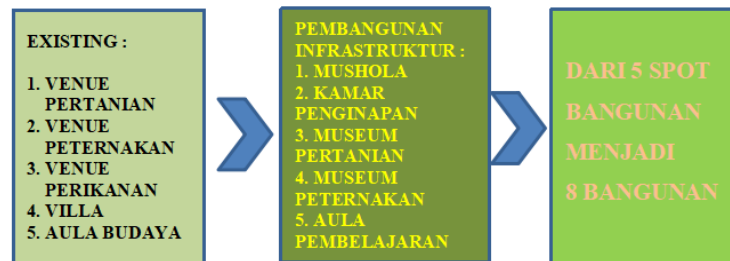 EXISTING :
1. VENUE
PERTANIAN
2. VENUE
PETERNAKAN
3. VENUE
PERIKANAN
4. VILLA
5. AULA BUDAYA
PEMBANGUNAN
INFRASTRUKTUR :
1. MUSHOLA
2. KAMAR
PENGINAPAN
3. MUSEUM
PERTANIAN
4. MUSEUM
PETERNAKAN
5. AULA
PEMBELAJARAN
DARI 5 SPOT
BANGUNAN
MENJADI
8 BANGUNAN